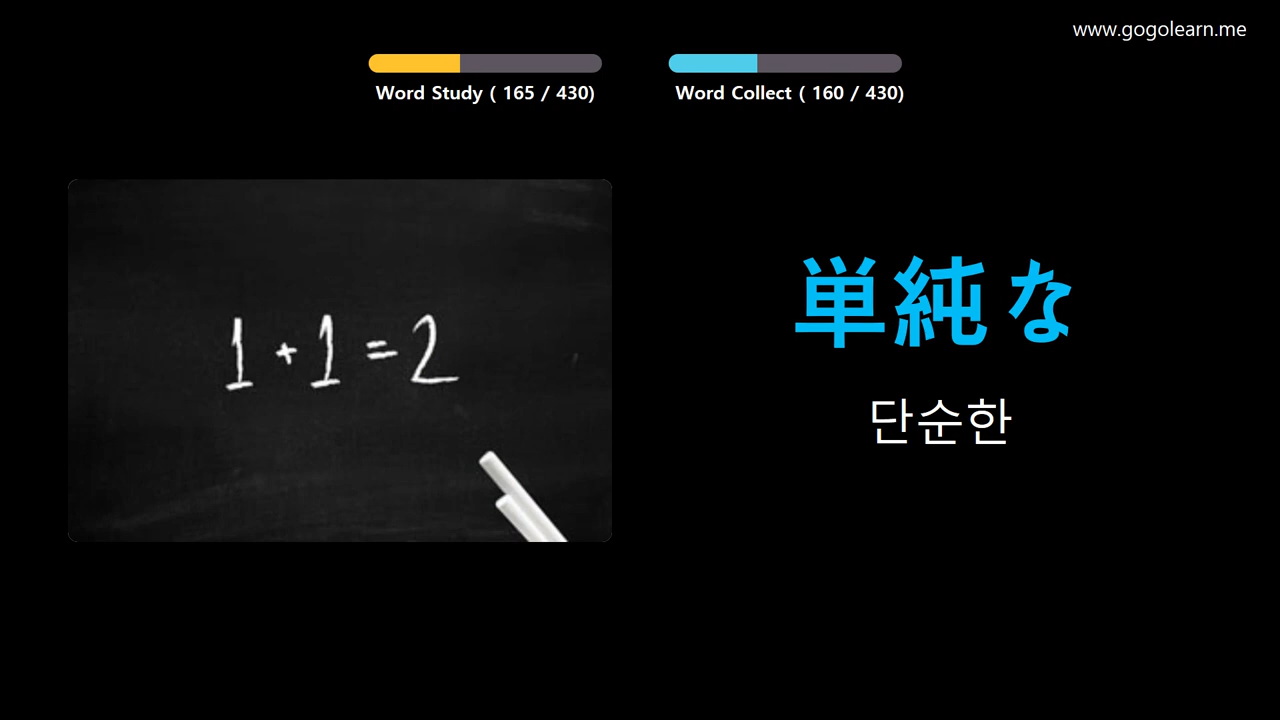 www.gogolearn.me
Word Study ( 165 / 430)
Word Collect ( 160 / 430)
1 + 1 = 2
単純な
단순한